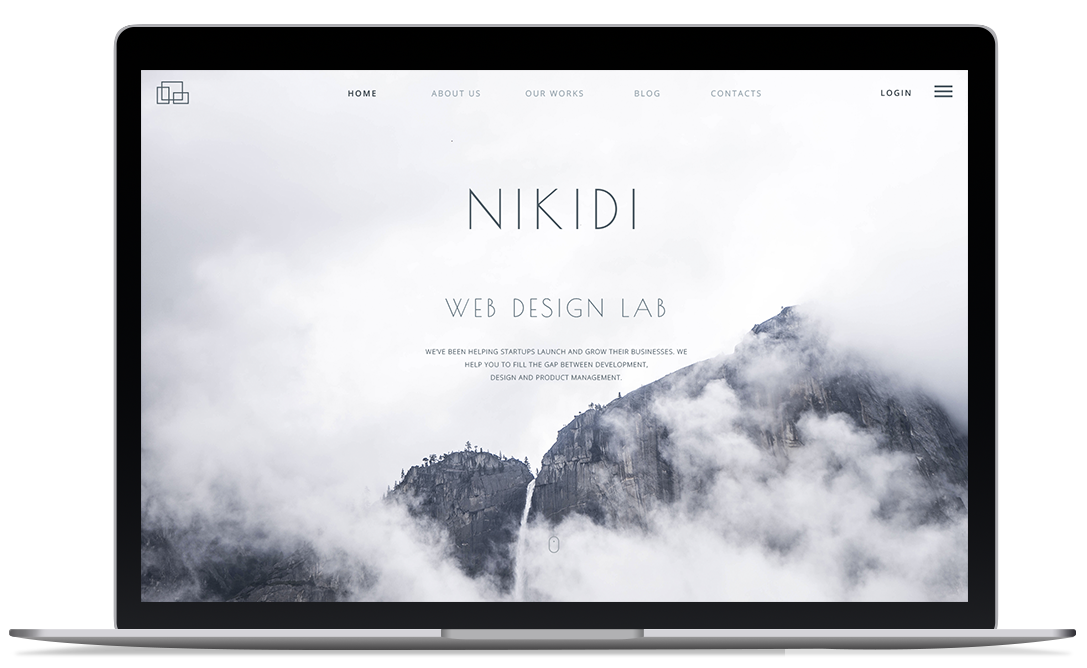 HOME ABOUT US OUR WORKS BLOG CONTACTS LOGIN
NIKIDI
WEB DESIGN LAB
WE'VE BEEN HELPING STARTUPS LAUNCH AND GROW THEIR BUSINESSES. WE
HELP YOU TO FILL THE GAP BETWEEN DEVELOPMENT,
DESIGN AND PRODUCT MANAGEMENT.